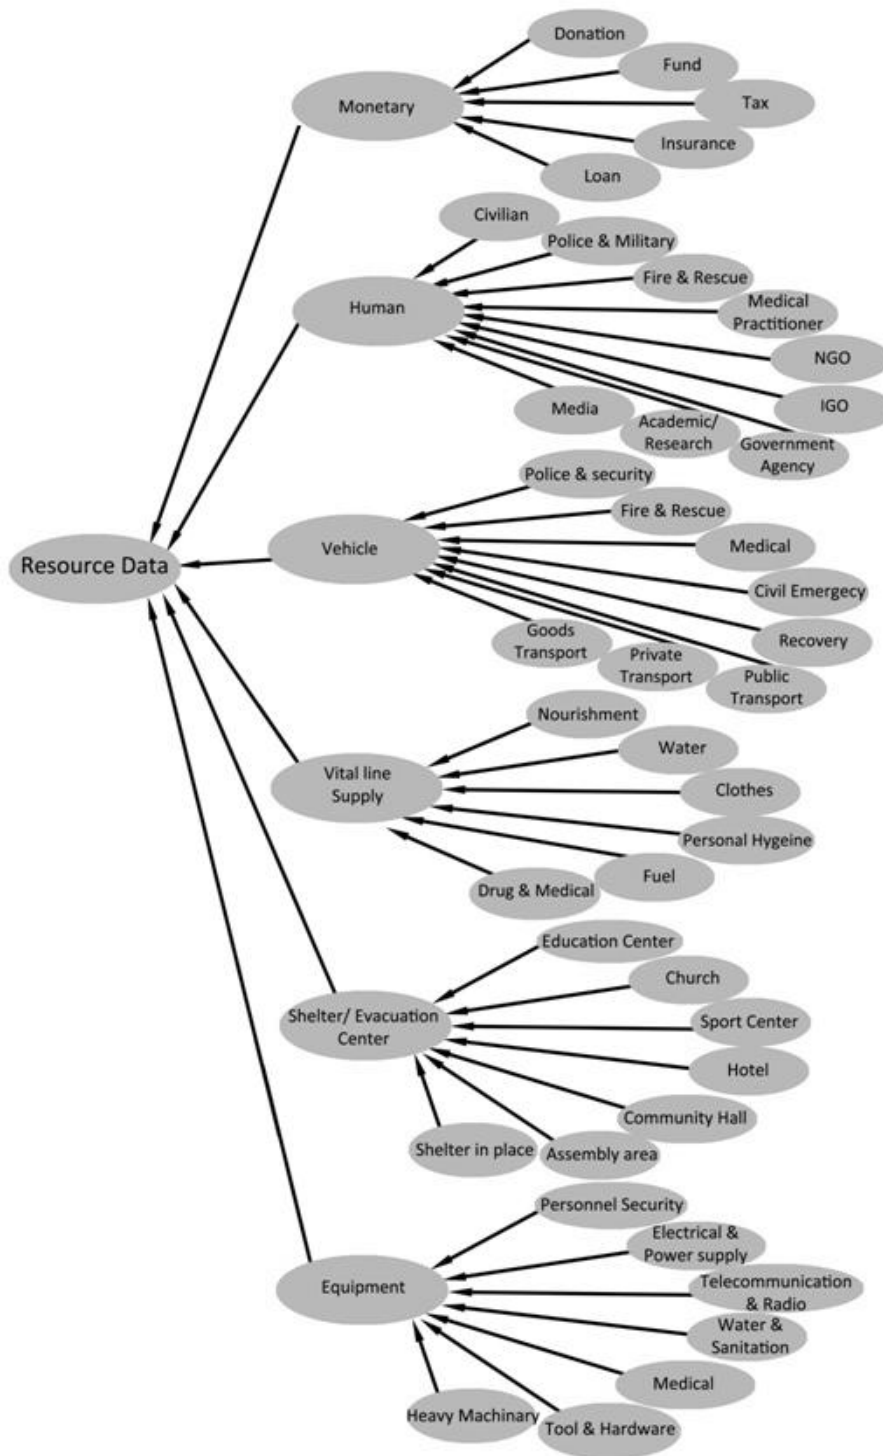 Donation
Fund
Monetary
Tax
Insurance
Loan
Civilian
Police & Military
Fire & Rescue
Human
Medical
Practitioner
NGO
IGO
Media
Academic/
Research
Government
Agency
Police & security
Fire & Rescue
Vehicle
Medical
Resource Data
Civil Emergecy
Recovery
Goods
Transport
Private
Transport
Public
Transport
Nourishment
Water
Vital line
Supply
Clothes
Personal Hygeine
Fuel
Drug & Medical
Education Center
Church
Shelter/ Evacuation
Center
Sport Center
Hotel
Community Hall
Shelter in place
Assembly area
Personnel Security
Electrical &
Power supply
Equipment
Telecommunication
& Radio
Water &
Sanitation
Medical
Heavy Machinary
Tool & Hardware